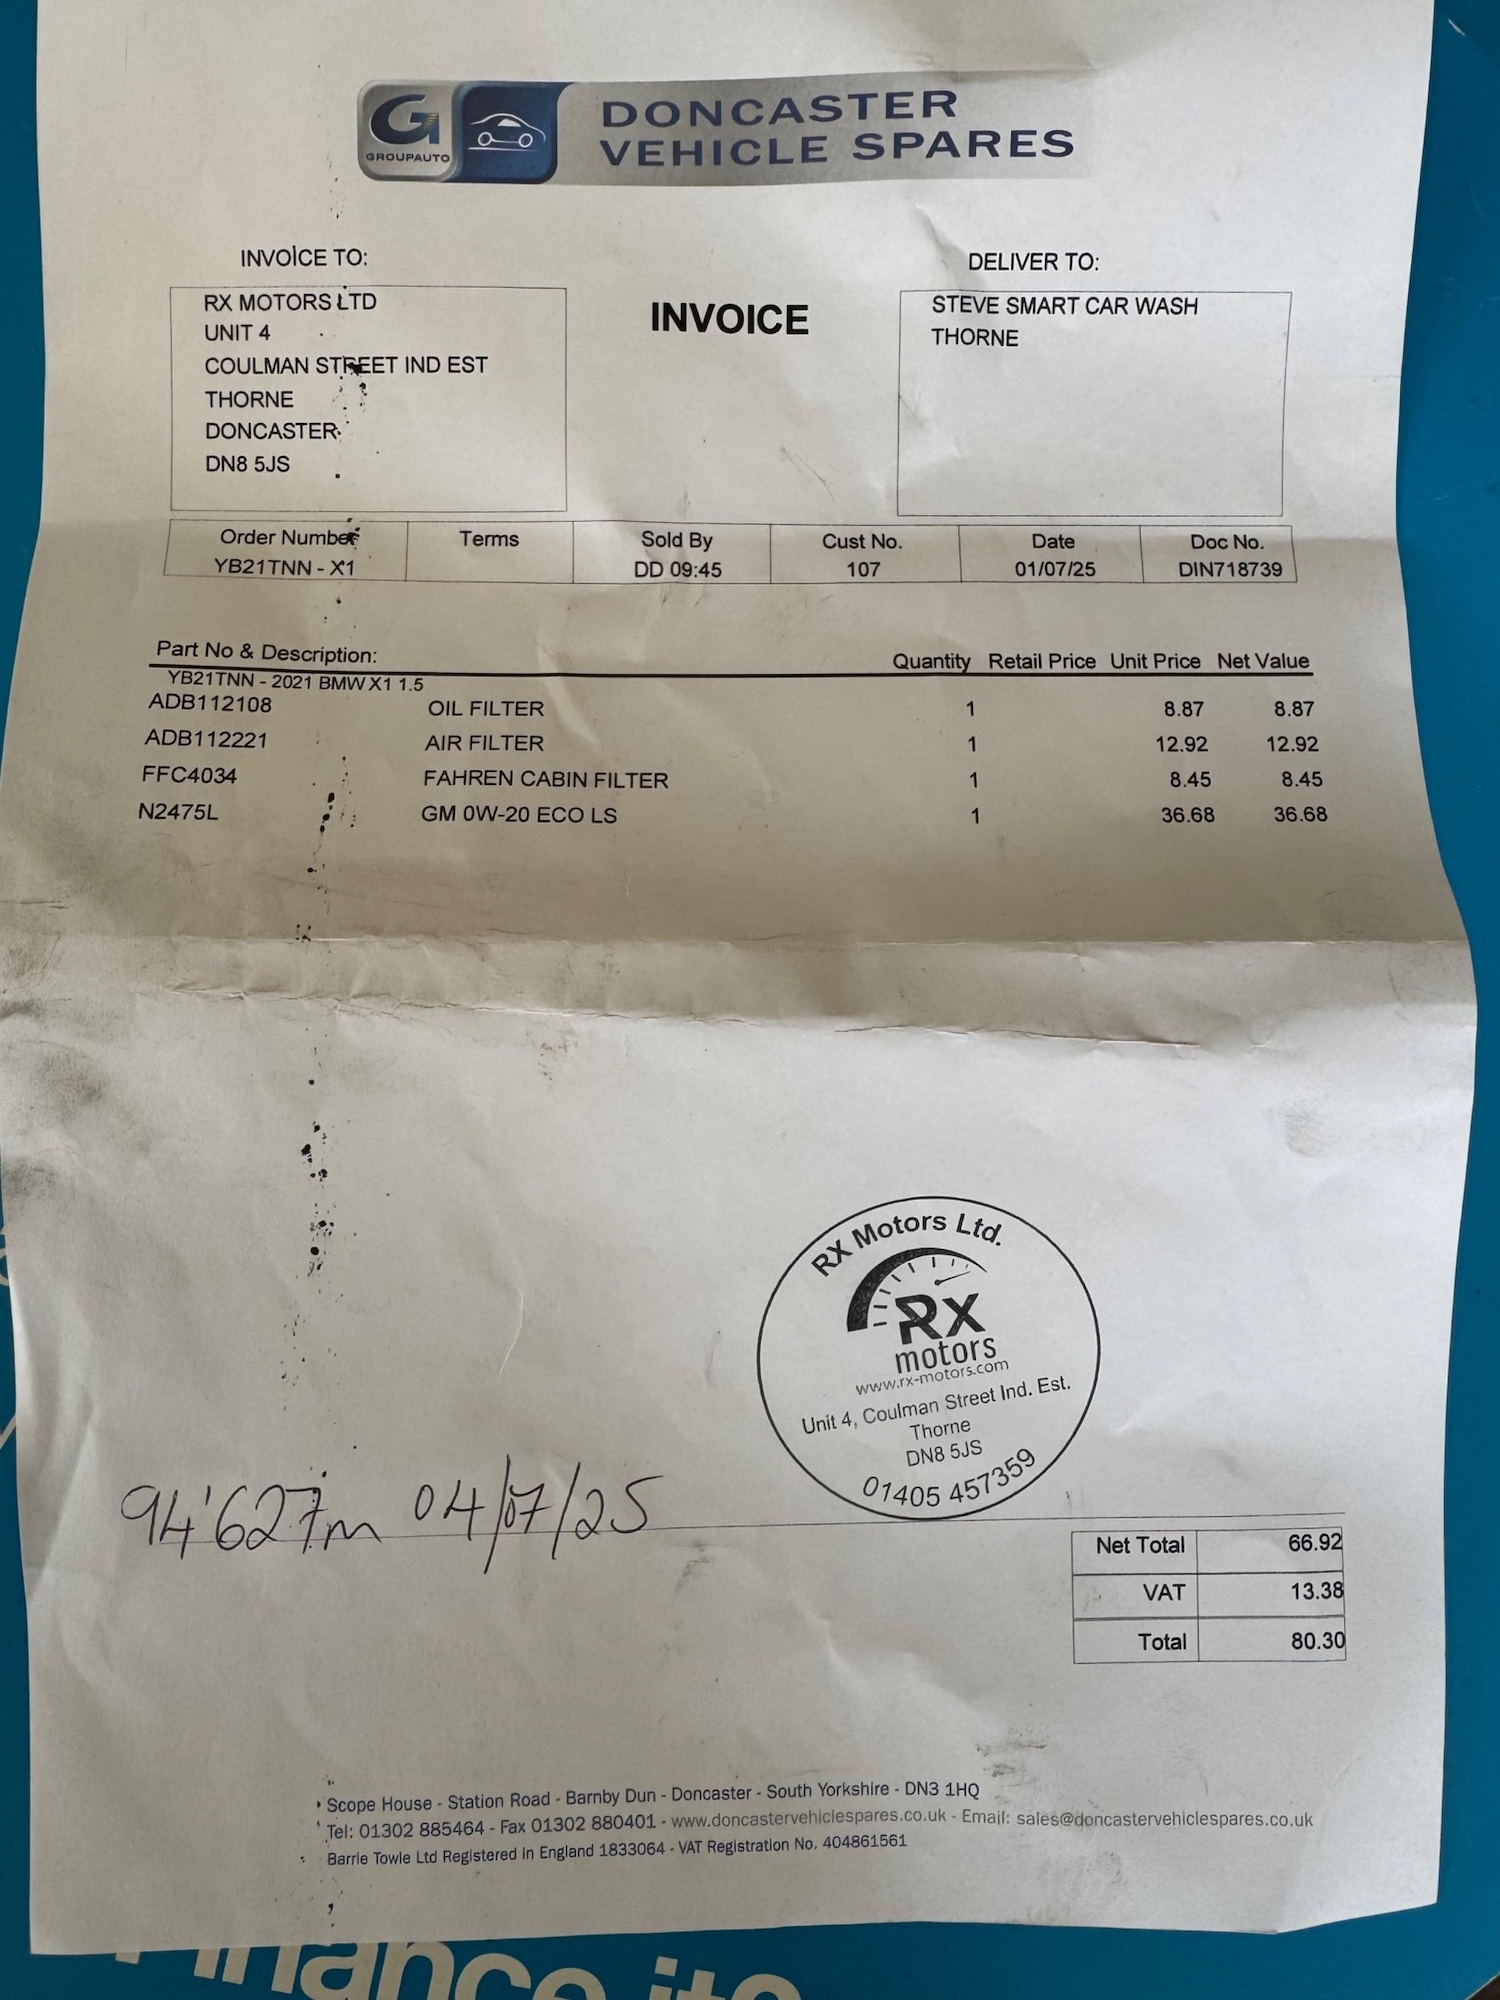 GROUPAUTO
DONCASTER
VEHICLE SPARES
INVOICE TO:
RX MOTORS LTD
UNIT 4
COULMAN STREET IND EST
THORNE
DONCASTER
DN8 5JS
INVOICE
DELIVER TO:
STEVE SMART CAR WASH
THORNE
Order Number Terms Sold By Cust No. Date Doc No.
YB21TNN - X1 DD 09:45 107 01/07/25 DIN718739
Part No & Description: Quantity Retail Price Unit Price Net Value
YB21TNN - 2021 BMW X1 1.5
ADB112108 OIL FILTER 1 8.87 8.87
ADB112221 AIR FILTER 1 12.92 12.92
FFC4034 FAHREN CABIN FILTER 1 8.45 8.45
N2475L GM 0W-20 ECO LS 1 36.68 36.68
RX Motors Ltd.
RX
motors
www.rx-motors.com
Unit 4, Coulman Street Ind. Est.
Thorne
DN8 5JS
01405 457359
94'627m 04/07/25
Net Total 66.92
VAT 13.38
Total 80.30
Scope House - Station Road - Barnby Dun - Doncaster - South Yorkshire - DN3 1HQ
Tel: 01302 885464 - Fax 01302 880401 - www.doncastervehiclespares.co.uk - Email: sales@doncastervehiclespares.co.uk
Barrie Towie Ltd Registered in England 1833064 - VAT Registration No. 404861561